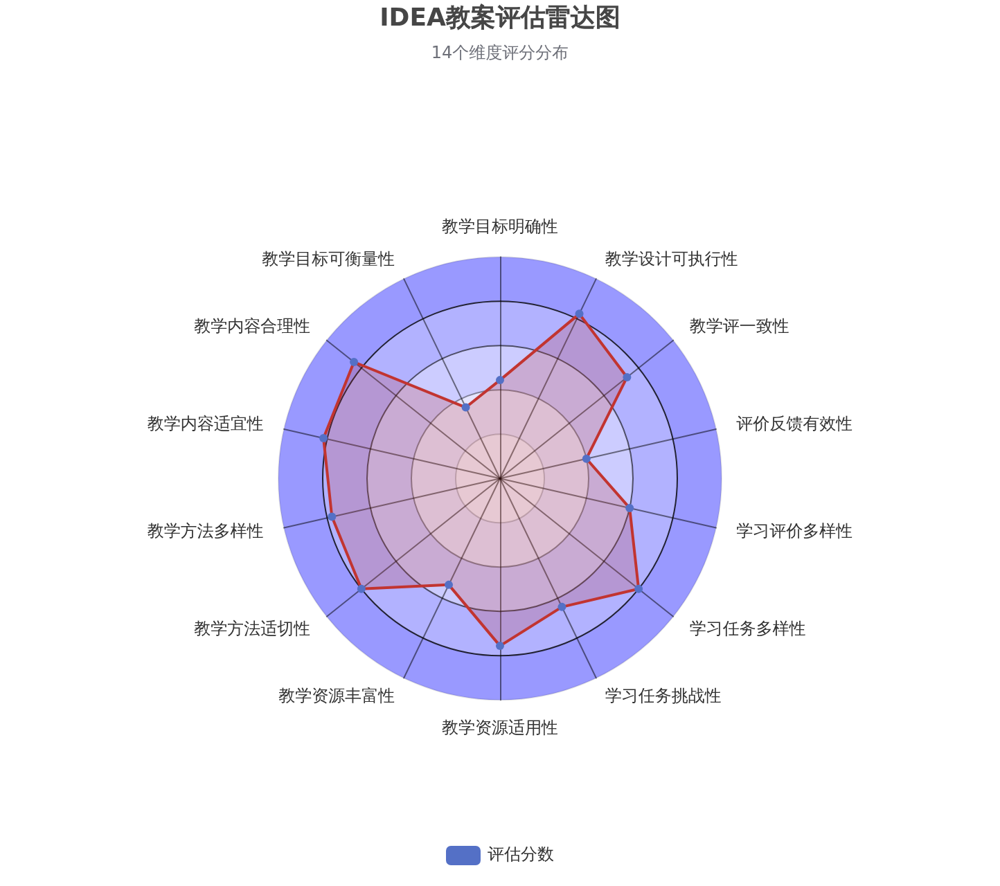 IDEA教案评估雷达图
14个维度评分分布
教学目标明确性
教学目标可衡量性
教学设计可执行性
教学内容合理性
教学评一致性
教学内容适宜性
评价反馈有效性
教学方法多样性
学习评价多样性
教学方法适切性
学习任务多样性
教学资源丰富性
学习任务挑战性
教学资源适用性
评估分数